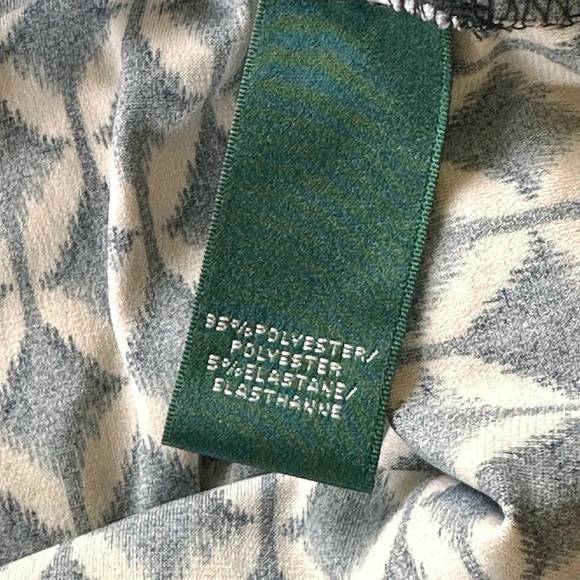 95%POLYESTER/
POLYESTER
5%ELASTANE/
ELASTHANNE